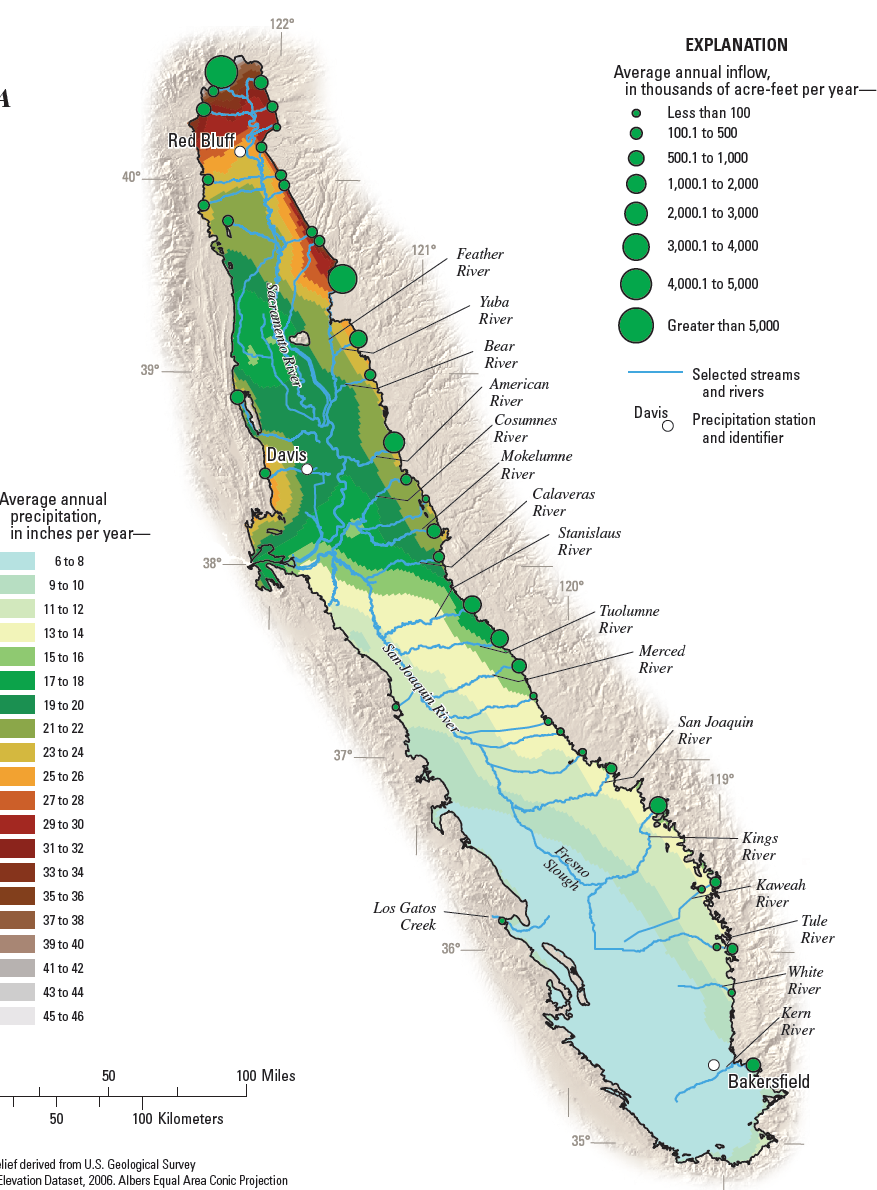 A
122°
Red Bluff
40°
121°
Feather
River
Yuba
River
Sacramento River
39°
Bear
River
American
River
Cosumnes
River
Davis
Mokelumne
River
Calaveras
River
Stanislaus
River
38°
120°
Tuolumne
River
Merced
River
San Joaquin River
San Joaquin
River
37°
119°
Kings
River
Fresno
Slough
Kaweah
River
Los Gatos
Creek
Tule
River
36°
White
River
Kern
River
Bakersfield
35°
EXPLANATION
Average annual inflow,
in thousands of acre-feet per year—
Less than 100
100.1 to 500
500.1 to 1,000
1,000.1 to 2,000
2,000.1 to 3,000
3,000.1 to 4,000
4,000.1 to 5,000
Greater than 5,000
Selected streams
and rivers
Davis
Precipitation station
and identifier
Average annual
precipitation,
in inches per year—
6 to 8
9 to 10
11 to 12
13 to 14
15 to 16
17 to 18
19 to 20
21 to 22
23 to 24
25 to 26
27 to 28
29 to 30
31 to 32
33 to 34
35 to 36
37 to 38
39 to 40
41 to 42
43 to 44
45 to 46
50 100 Miles
50 100 Kilometers
elief derived from U.S. Geological Survey
Elevation Dataset, 2006. Albers Equal Area Conic Projection